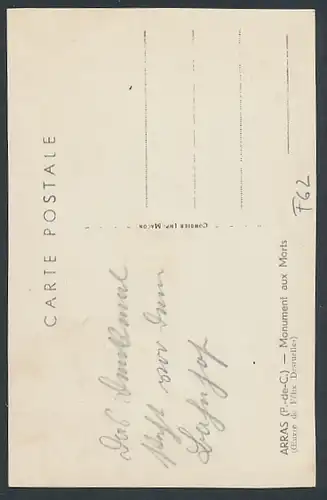 CARTE POSTALE
Das Denkmal
steht vor dem
Bahnhof
COMBIER IMP. MACON
ARRAS (P.-de-C.) — Monument aux Morts
(Œuvre de Félix Desruelles)
F62